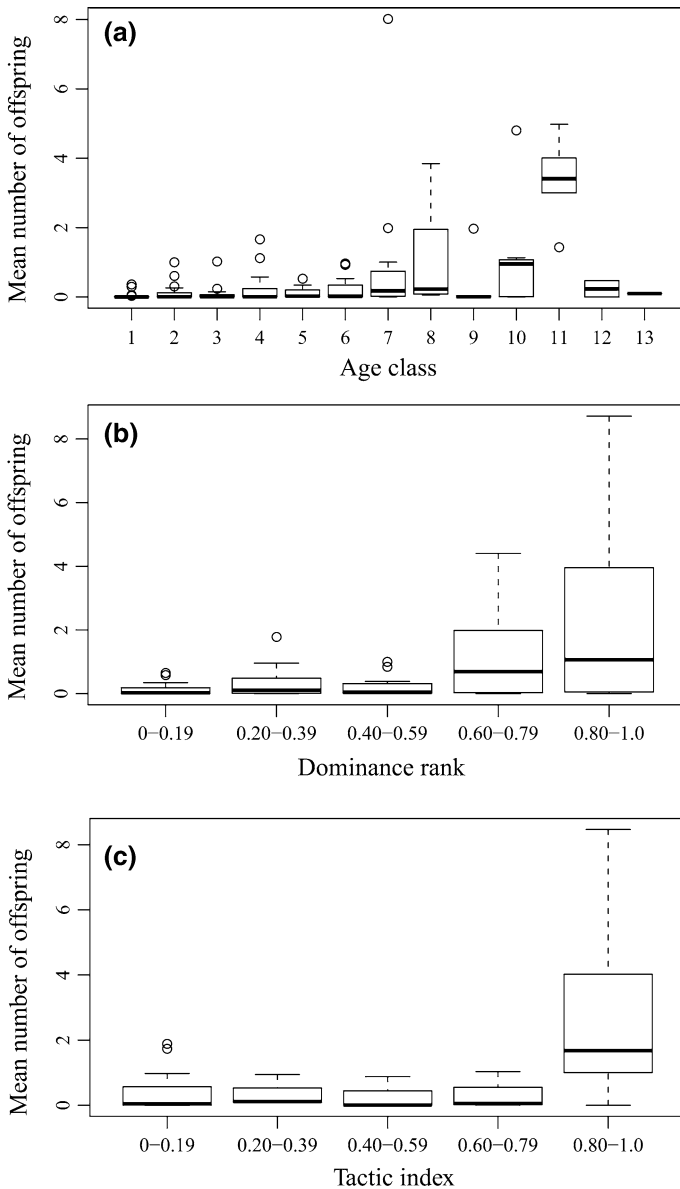 (a)
Mean number of offspring
8
6
4
2
0
1 2 3 4 5 6 7 8 9 10 11 12 13
Age class
(b)
Mean number of offspring
8
6
4
2
0
0−0.19 0.20−0.39 0.40−0.59 0.60−0.79 0.80−1.0
Dominance rank
(c)
Mean number of offspring
8
6
4
2
0
0−0.19 0.20−0.39 0.40−0.59 0.60−0.79 0.80−1.0
Tactic index